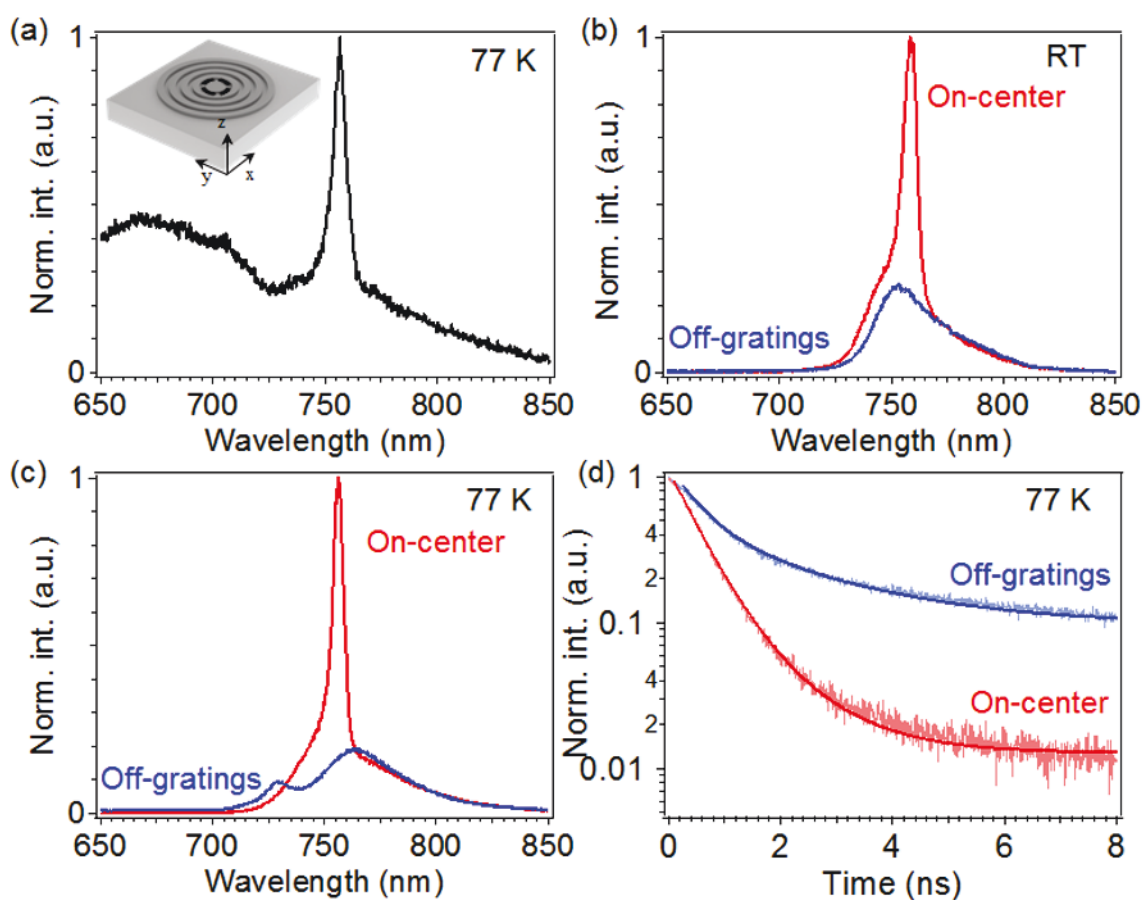 (a)
1
77 K
z
y
x
Norm. int. (a.u.)
0
650 700 750 800 850
Wavelength (nm)
(b)
1
RT
On-center
Norm. int. (a.u.)
Off-gratings
0
650 700 750 800 850
Wavelength (nm)
(c)
1
77 K
On-center
Norm. int. (a.u.)
Off-gratings
0
650 700 750 800 850
Wavelength (nm)
(d)
1
77 K
4
Off-gratings
2
0.1
Norm. int. (a.u.)
4
On-center
2
0.01
0 2 4 6 8
Time (ns)